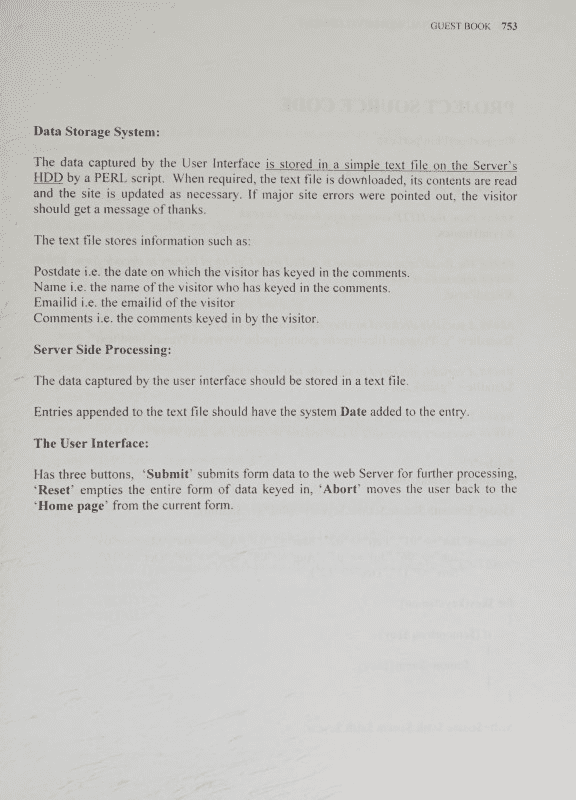 GUEST BOOK 753
Data Storage System:
The data captured by the User Interface is stored in a simple text file on the Server's
HDD by a PERL script. When required, the text file is downloaded, its contents are read
and the site is updated as necessary. If major site errors were pointed out, the visitor
should get a message of thanks.
The text file stores information such as:
Postdate i.e. the date on which the visitor has keyed in the comments.
Name i.e. the name of the visitor who has keyed in the comments.
Emailid i.e. the emailid of the visitor
Comments i.e. the comments keyed in by the visitor.
Server Side Processing:
The data captured by the user interface should be stored in a text file.
Entries appended to the text file should have the system Date added to the entry.
The User Interface:
Has three buttons, 'Submit' submits form data to the web Server for further processing,
'Reset' empties the entire form of data keyed in, 'Abort' moves the user back to the
'Home page' from the current form.